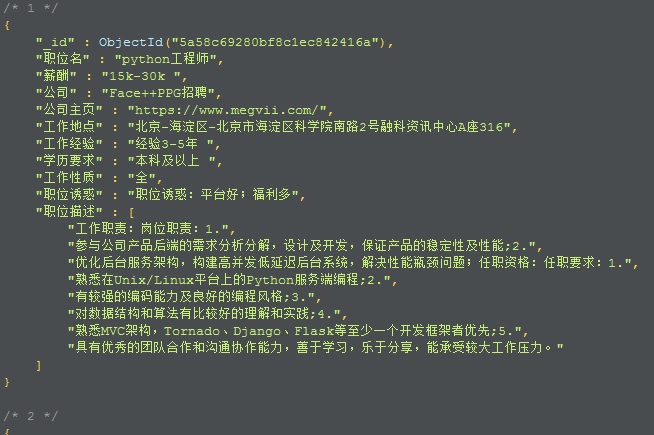 /* 1 */
{
"_id" : ObjectId("5a58c69280bf8c1ec842416a"),
"职位名" : "python工程师",
"薪酬" : "15k-30k ",
"公司" : "Face++PPG招聘",
"公司主页" : "https://www.megvii.com/",
"工作地点" : "北京-海淀区-北京市海淀区科学院南路2号融科资讯中心A座316",
"工作经验" : "经验3-5年 ",
"学历要求" : "本科及以上 ",
"工作性质" : "全",
"职位诱惑" : "职位诱惑：平台好；福利多",
"职位描述" : [
"工作职责：岗位职责：1.",
"参与公司产品后端的需求分析分解，设计及开发，保证产品的稳定性及性能;2.",
"优化后台服务架构，构建高并发低延迟后台系统，解决性能瓶颈问题；任职资格：任职要求：1.",
"熟悉在Unix/Linux平台上的Python服务端编程;2.",
"有较强的编码能力及良好的编程风格;3.",
"对数据结构和算法有比较好的理解和实践;4.",
"熟悉MVC架构，Tornado、Django、Flask等至少一个开发框架者优先;5.",
"具有优秀的团队合作和沟通协作能力，善于学习，乐于分享，能承受较大工作压力。"
]
}
/* 2 */
{